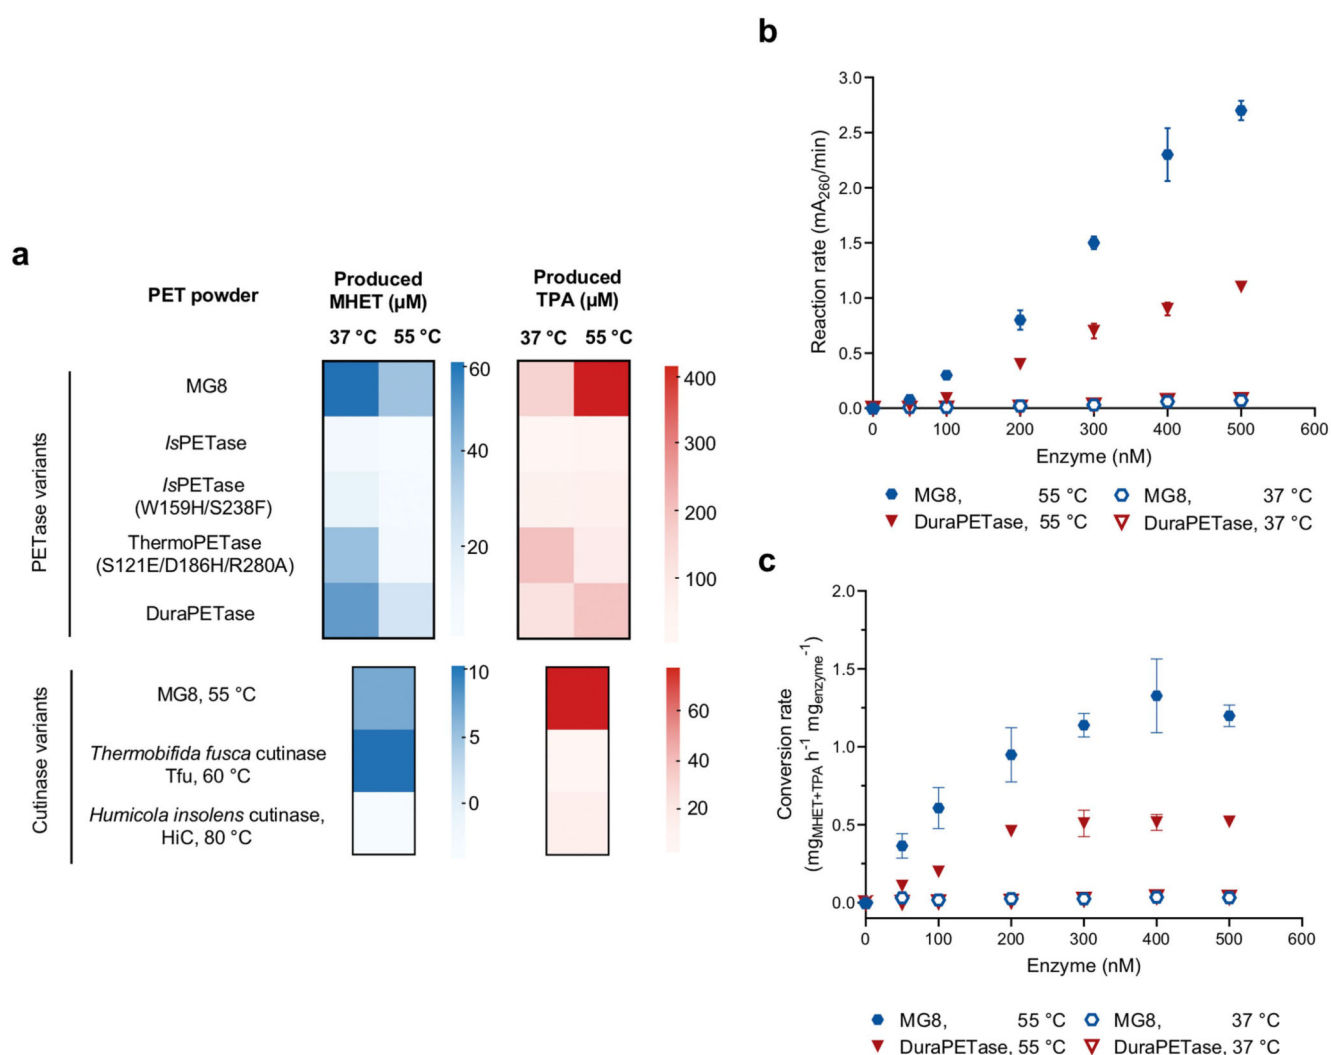 a
PET powder
Produced
MHET (µM)
Produced
TPA (µM)
37 °C 55 °C
37 °C 55 °C
PETase variants
MG8
IsPETase
IsPETase
(W159H/S238F)
ThermoPETase
(S121E/D186H/R280A)
DuraPETase
60
40
20
400
300
200
100
Cutinase variants
MG8, 55 °C
Thermobifida fusca cutinase
Tfu, 60 °C
Humicola insolens cutinase,
HiC, 80 °C
10
5
0
60
40
20
b
Reaction rate (mA260/min)
3.0
2.5
2.0
1.5
1.0
0.5
0.0
0 100 200 300 400 500 600
Enzyme (nM)
MG8, 55 °C MG8, 37 °C
DuraPETase, 55 °C DuraPETase, 37 °C
c
Conversion rate
(mgMHET+TPA h-1 mgenzyme-1)
2.0
1.5
1.0
0.5
0.0
0 100 200 300 400 500 600
Enzyme (nM)
MG8, 55 °C MG8, 37 °C
DuraPETase, 55 °C DuraPETase, 37 °C